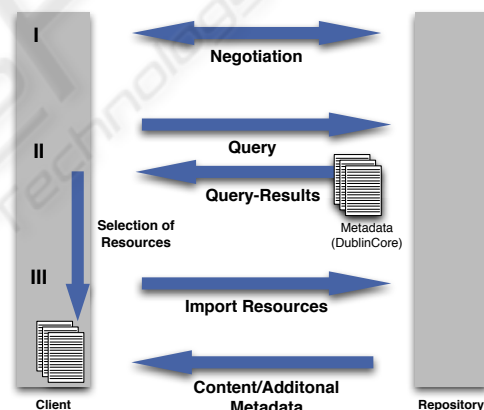 I
Negotiation
II
Query
Query-Results
Metadata
(DublinCore)
Selection of
Resources
III
Import Resources
Content/Additonal
Metadata
Client
Repository